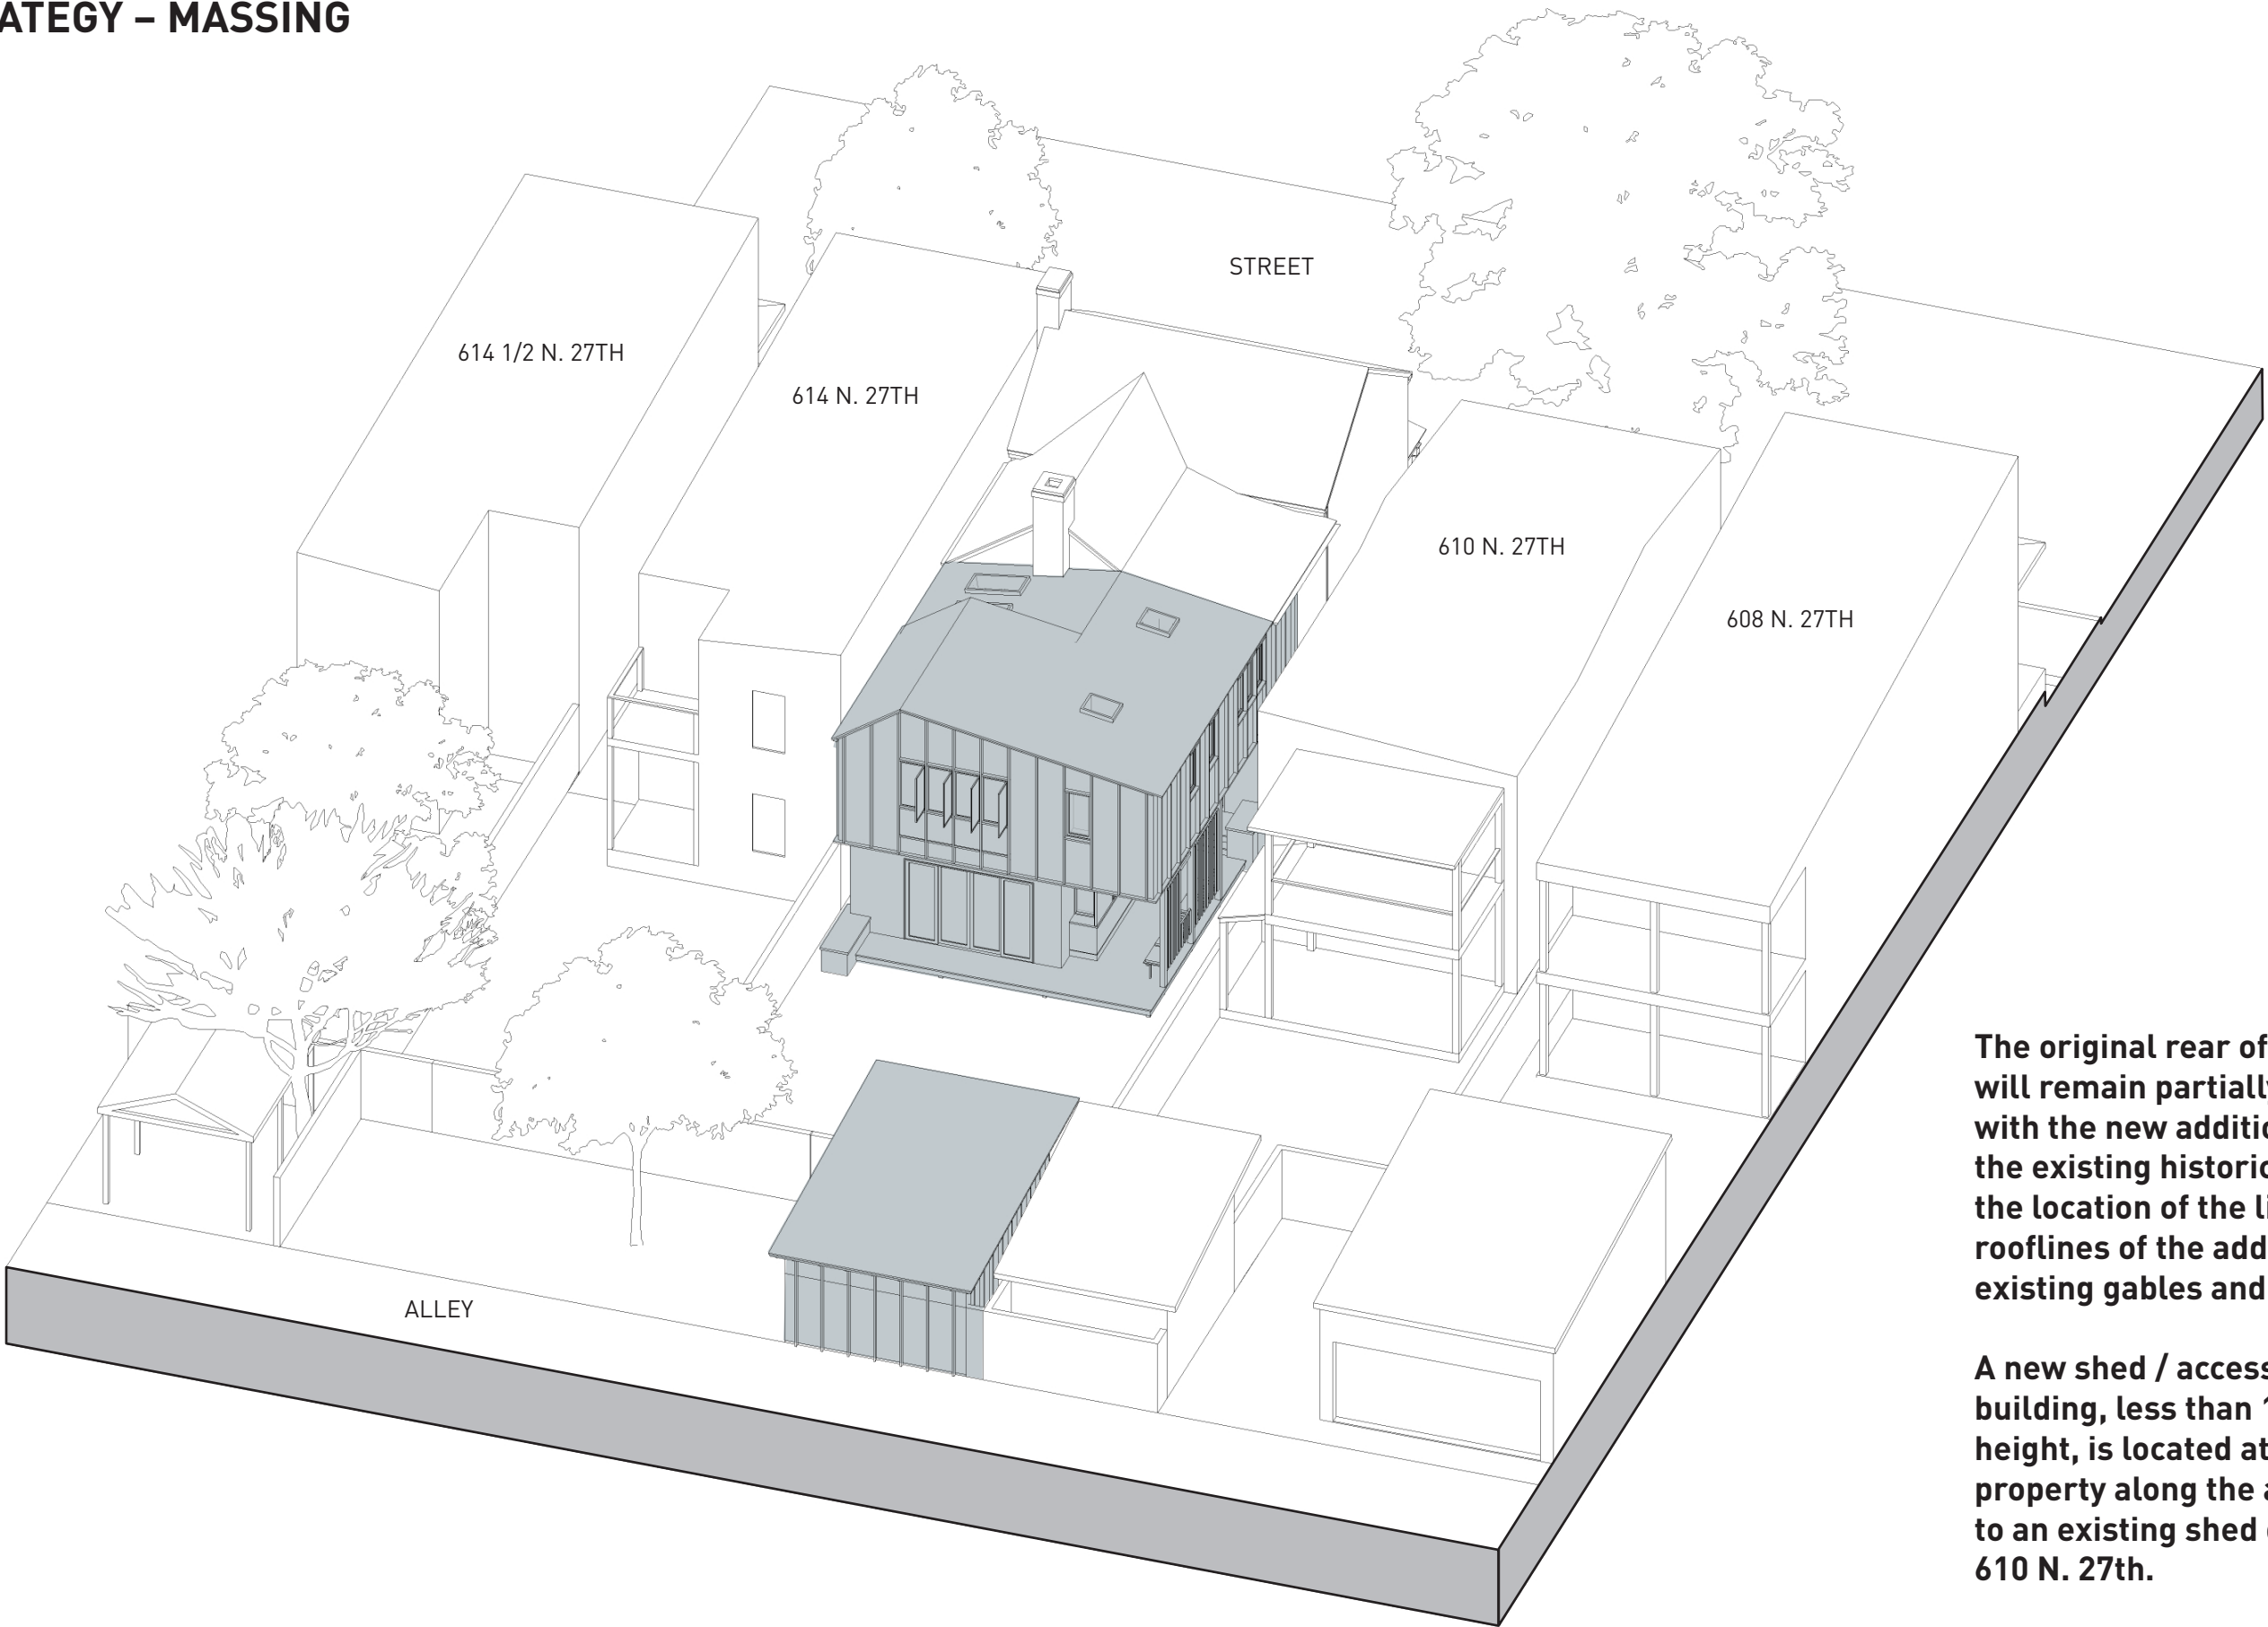 ATEGY – MASSING
STREET
614 1/2 N. 27TH
614 N. 27TH
610 N. 27TH
608 N. 27TH
ALLEY
The original rear of
will remain partially
with the new additio
the existing historic
the location of the li
rooflines of the add
existing gables and
A new shed / access
building, less than 1
height, is located at
property along the a
to an existing shed
610 N. 27th.